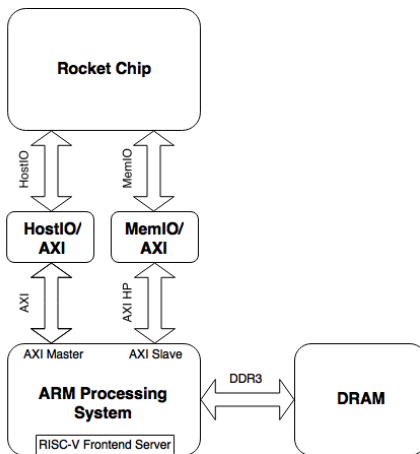 Rocket Chip
HostIO
MemIO
HostIO/
AXI
MemIO/
AXI
AXI
AXI HP
AXI Master
AXI Slave
ARM Processing
System
RISC-V Frontend Server
DDR3
DRAM